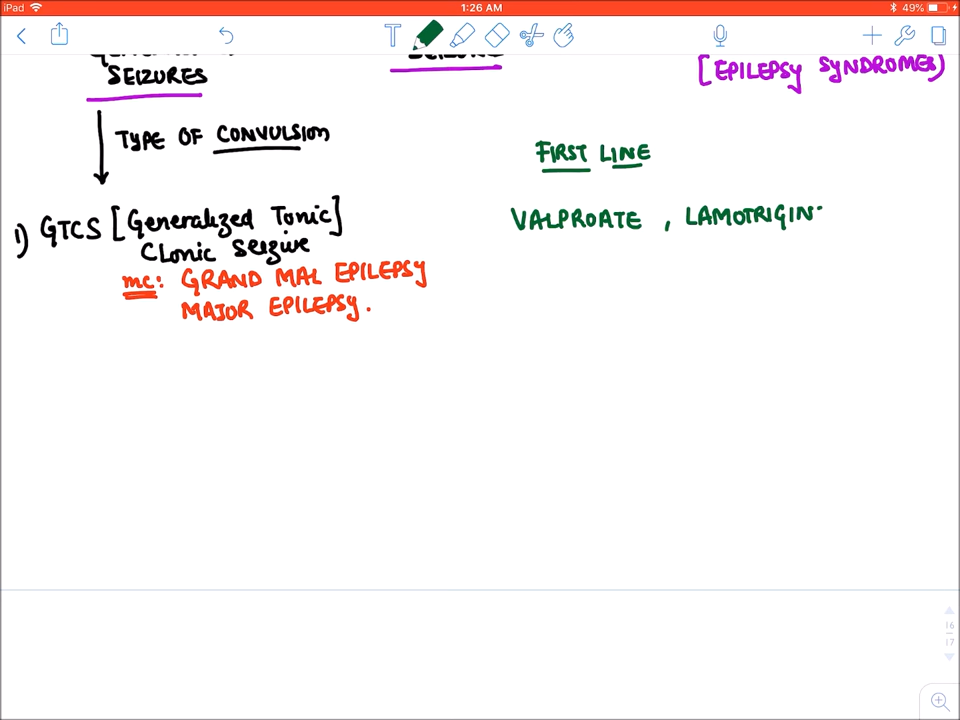 iPad 1:26 AM 49%
SEIZURES
[EPILEPSY SYNDROMES)
TYPE OF CONVULSION
FIRST LINE
1) GTCS [Generalized Tonic]
Clonic Seizure
VALPROATE , LAMOTRIGIN
mc: GRAND MAL EPILEPSY
MAJOR EPILEPSY.
16
17